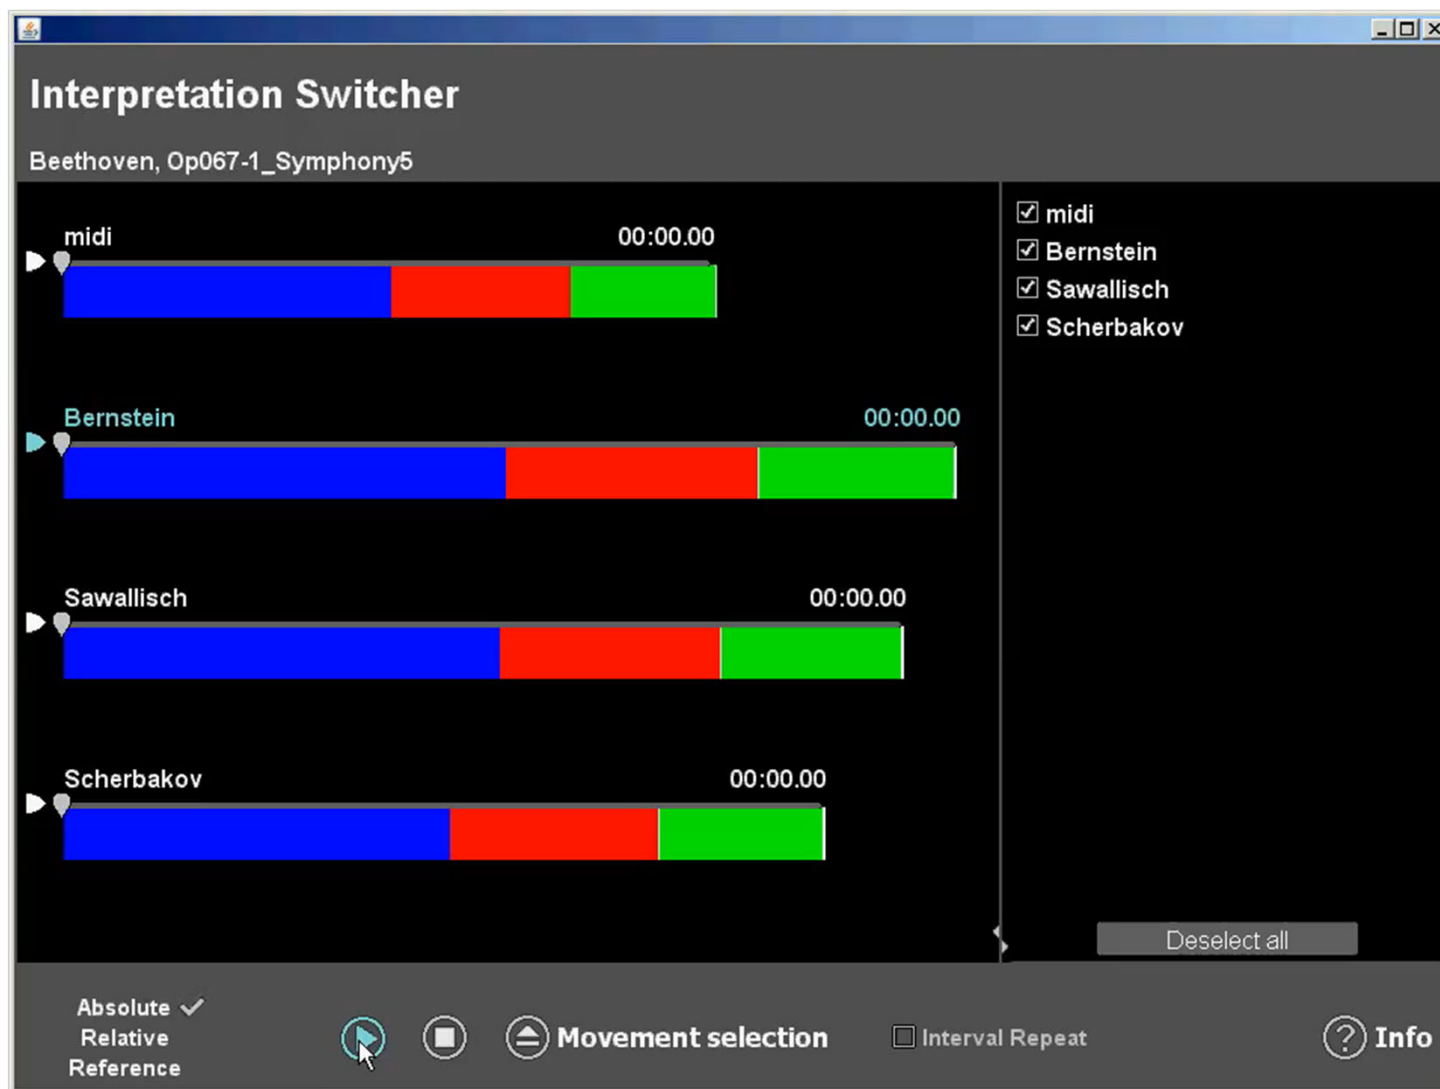 Interpretation Switcher
Beethoven, Op067-1_Symphony5
midi 00:00.00
Bernstein 00:00.00
Sawallisch 00:00.00
Scherbakov 00:00.00
midi
Bernstein
Sawallisch
Scherbakov
Deselect all
Absolute
Relative
Reference
Movement selection
Interval Repeat
? Info